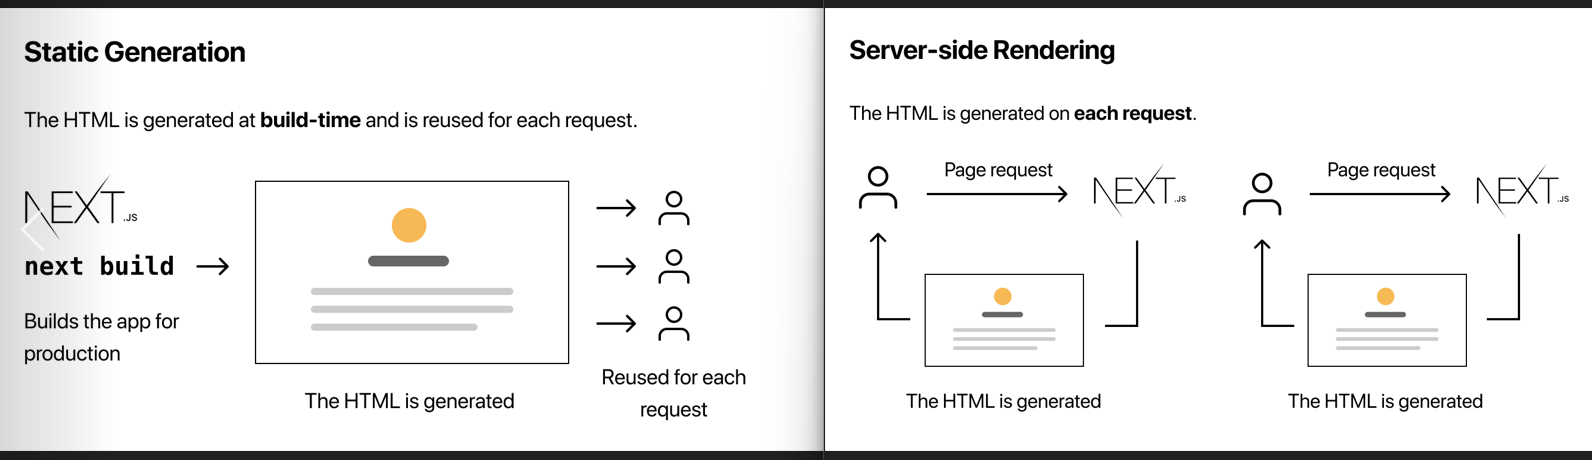 Static Generation
The HTML is generated at build-time and is reused for each request.
NEXT.JS
next build
Builds the app for
production
The HTML is generated
Reused for each
request
Server-side Rendering
The HTML is generated on each request.
Page request
NEXT.JS
The HTML is generated
Page request
NEXT.JS
The HTML is generated